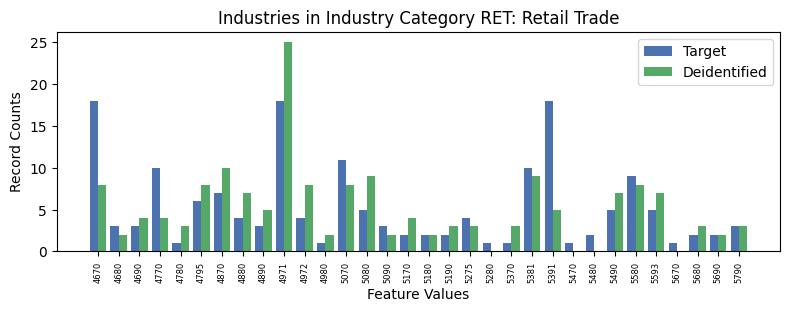 Industries in Industry Category RET: Retail Trade
Target
Deidentified
Record Counts
25
20
15
10
5
0
4670 4680 4690 4770 4780 4795 4870 4880 4890 4971 4972 4980 5070 5080 5090 5170 5180 5190 5275 5280 5370 5381 5391 5470 5480 5490 5580 5593 5670 5680 5690 5790
Feature Values